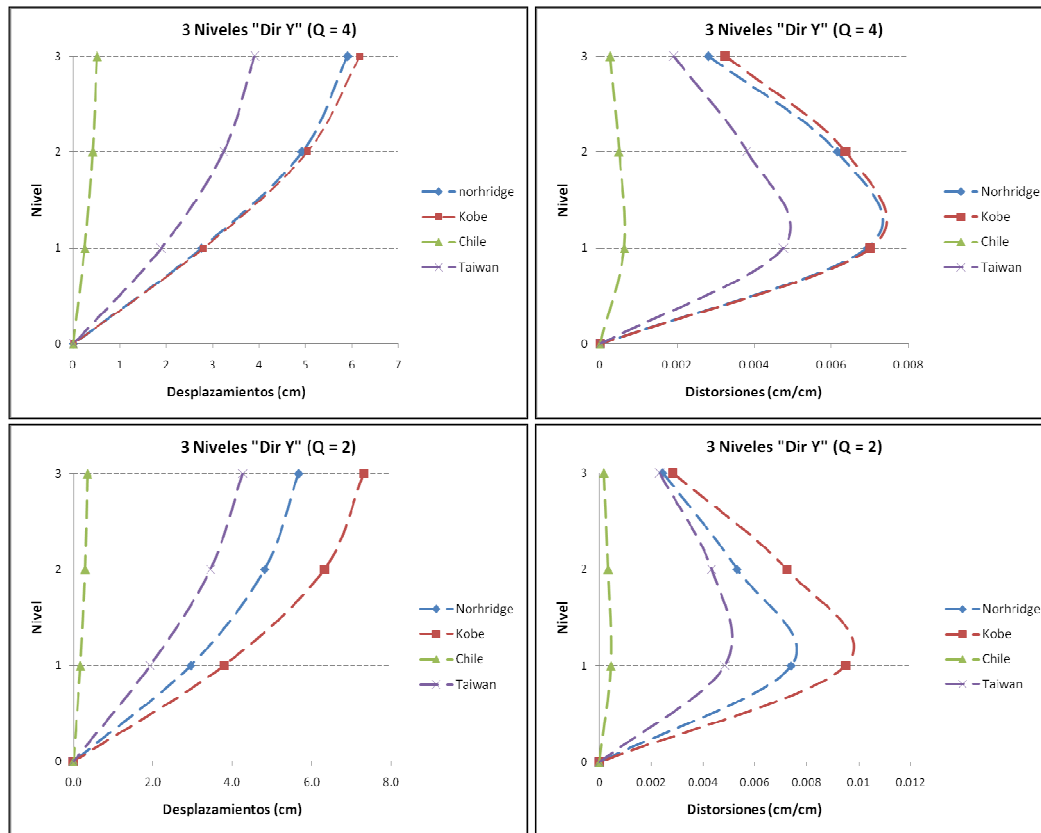 3 Niveles "Dir Y" (Q = 4)
3
2
1
0
Nivel
0
1
2
3
4
5
6
7
Desplazamientos (cm)
norhridge
Kobe
Chile
Taiwan
3 Niveles "Dir Y" (Q = 4)
3
2
1
0
Nivel
0
0.002
0.004
0.006
0.008
Distorsiones (cm/cm)
Northridge
Kobe
Chile
Taiwan
3 Niveles "Dir Y" (Q = 2)
3
2
1
0
Nivel
0.0
2.0
4.0
6.0
8.0
Desplazamientos (cm)
Norhridge
Kobe
Chile
Taiwan
3 Niveles "Dir Y" (Q = 2)
3
2
1
0
Nivel
0
0.002
0.004
0.006
0.008
0.01
0.012
Distorsiones (cm/cm)
Norhridge
Kobe
Chile
Taiwan